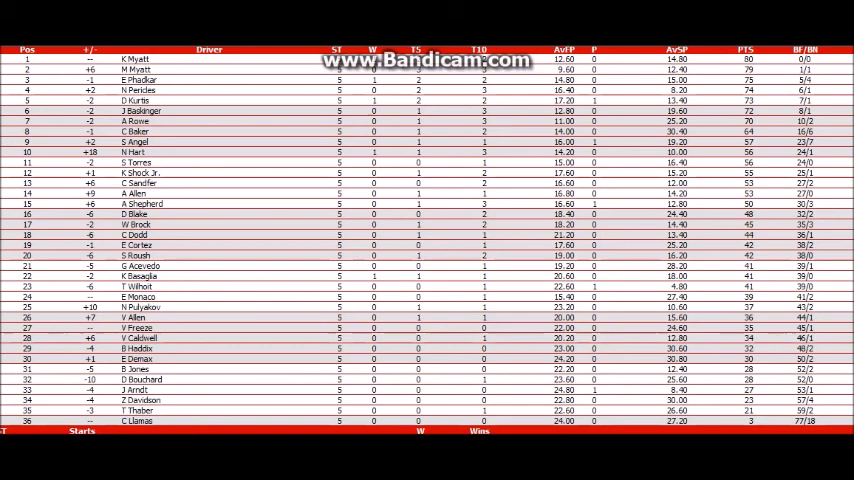 www.Bandicam.com
Pos +/- Driver ST W T5 T10 AvFP P AvSP PTS BF/BN
1 -- K Myatt 12.60 0 14.80 80 0/0
2 +6 M Myatt 5 9.60 0 12.40 79 1/1
3 -1 E Phadkar 5 1 2 2 14.80 0 15.00 75 5/4
4 +2 N Pericles 5 0 2 3 16.40 0 8.20 74 6/1
5 -2 D Kurtis 5 1 2 2 17.20 1 13.40 73 7/1
6 -2 J Baskinger 5 0 1 3 12.80 0 19.60 72 8/1
7 -2 A Rowe 5 0 1 3 11.00 0 25.20 70 10/2
8 -1 C Baker 5 0 1 2 14.00 0 30.40 64 16/6
9 +2 S Angel 5 0 1 1 16.00 1 19.20 57 23/7
10 +18 N Hart 5 1 1 3 14.20 0 10.00 56 24/1
11 -2 S Torres 5 0 0 1 15.00 0 16.40 56 24/0
12 +1 K Shock Jr. 5 0 1 2 17.60 0 15.20 55 25/1
13 +6 C Sandfer 5 0 0 2 16.60 0 12.00 53 27/2
14 +9 A Allen 5 0 1 1 16.80 0 14.20 53 27/0
15 +6 A Shepherd 5 0 1 3 16.60 1 12.80 50 30/3
16 -6 D Blake 5 0 0 2 18.40 0 24.40 48 32/2
17 -2 W Brock 5 0 1 2 18.20 0 14.40 45 35/3
18 -6 C Dodd 5 0 1 2 21.20 0 13.40 44 36/1
19 -1 E Cortez 5 0 0 1 17.60 0 25.20 42 38/2
20 -6 S Roush 5 0 1 2 19.00 0 16.20 42 38/0
21 -5 G Acevedo 5 0 0 1 19.20 0 28.20 41 39/1
22 -2 K Basaglia 5 1 1 1 20.00 0 18.00 41 39/0
23 -6 T Wilhoit 5 0 0 1 22.60 1 4.80 41 39/0
24 -- E Monaco 5 0 0 1 15.40 0 27.40 39 41/2
25 +10 N Pulyakov 5 0 1 1 23.20 0 10.60 37 43/2
26 +7 V Allen 5 0 1 1 20.00 0 15.60 36 44/1
27 -- V Freeze 5 0 0 0 22.00 0 24.60 35 45/1
28 +6 V Caldwell 5 0 0 1 20.20 0 12.80 34 46/1
29 -4 B Haddix 5 0 0 0 23.00 0 30.60 32 48/2
30 +1 E Demax 5 0 0 0 24.20 0 30.80 30 50/2
31 -5 B Jones 5 0 0 0 22.20 0 12.40 28 52/2
32 -10 D Bouchard 5 0 0 1 23.60 0 25.60 28 52/0
33 -4 J Arndt 5 0 0 0 24.80 1 8.40 27 53/1
34 -4 Z Davidson 5 0 0 0 22.80 0 30.00 23 57/4
35 -3 T Thaber 5 0 0 1 22.60 0 26.60 21 59/2
36 -- C Llamas 5 0 0 0 24.00 0 27.20 3 77/18
ST Starts W Wins